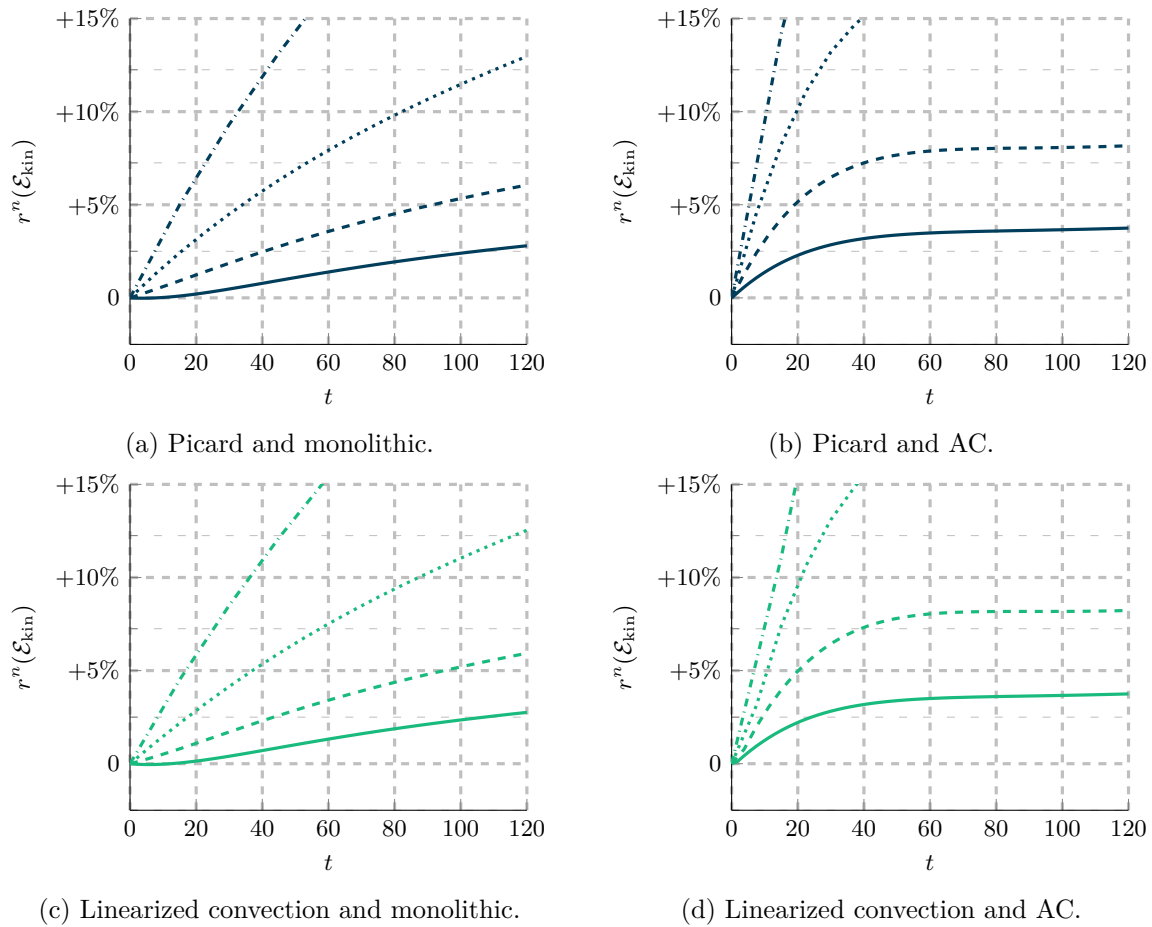 +15%
+10%
+5%
0
r^n(ℰ_kin)
0 20 40 60 80 100 120
t
(a) Picard and monolithic.
+15%
+10%
+5%
0
r^n(ℰ_kin)
0 20 40 60 80 100 120
t
(b) Picard and AC.
+15%
+10%
+5%
0
r^n(ℰ_kin)
0 20 40 60 80 100 120
t
(c) Linearized convection and monolithic.
+15%
+10%
+5%
0
r^n(ℰ_kin)
0 20 40 60 80 100 120
t
(d) Linearized convection and AC.